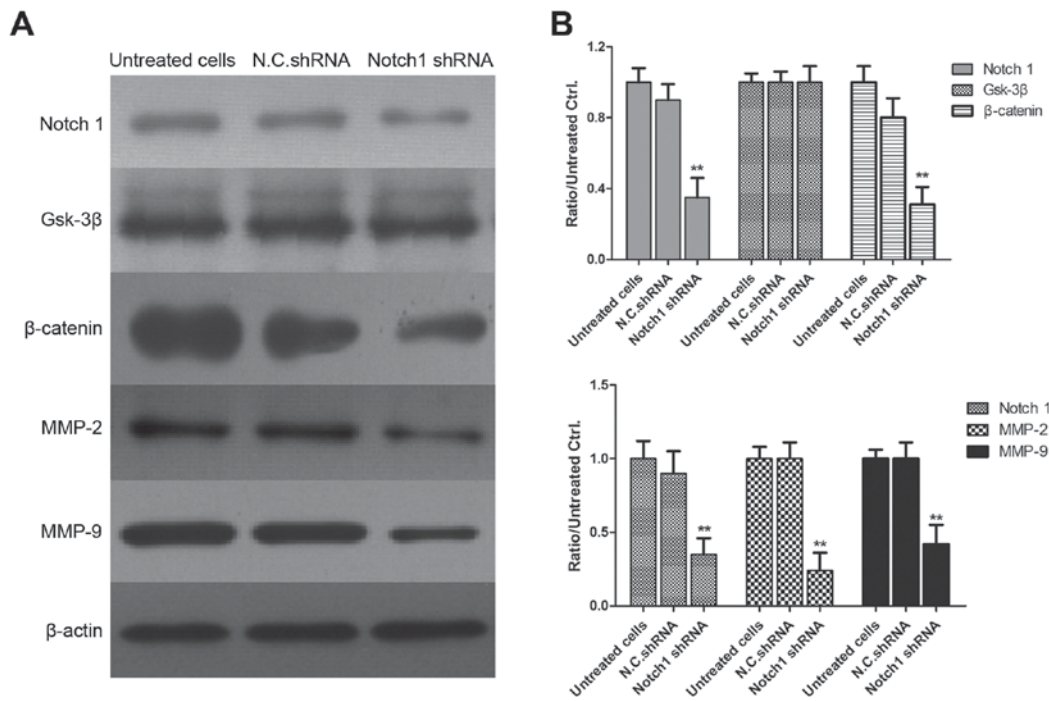 A
Untreated cells N.C.shRNA Notch1 shRNA
Notch 1
Gsk-3β
β-catenin
MMP-2
MMP-9
β-actin
B
Ratio/Untreated Ctrl.
1.2
0.8
0.4
0.0
** **
Untreated cells N.C.shRNA Notch1 shRNA Untreated cells N.C.shRNA Notch1 shRNA Untreated cells N.C.shRNA Notch1 shRNA
Notch 1
Gsk-3β
β-catenin
Ratio/Untreated Ctrl.
1.5
1.0
0.5
0.0
** ** **
Untreated cells N.C.shRNA Notch1 shRNA Untreated cells N.C.shRNA Notch1 shRNA Untreated cells N.C.shRNA Notch1 shRNA
Notch 1
MMP-2
MMP-9